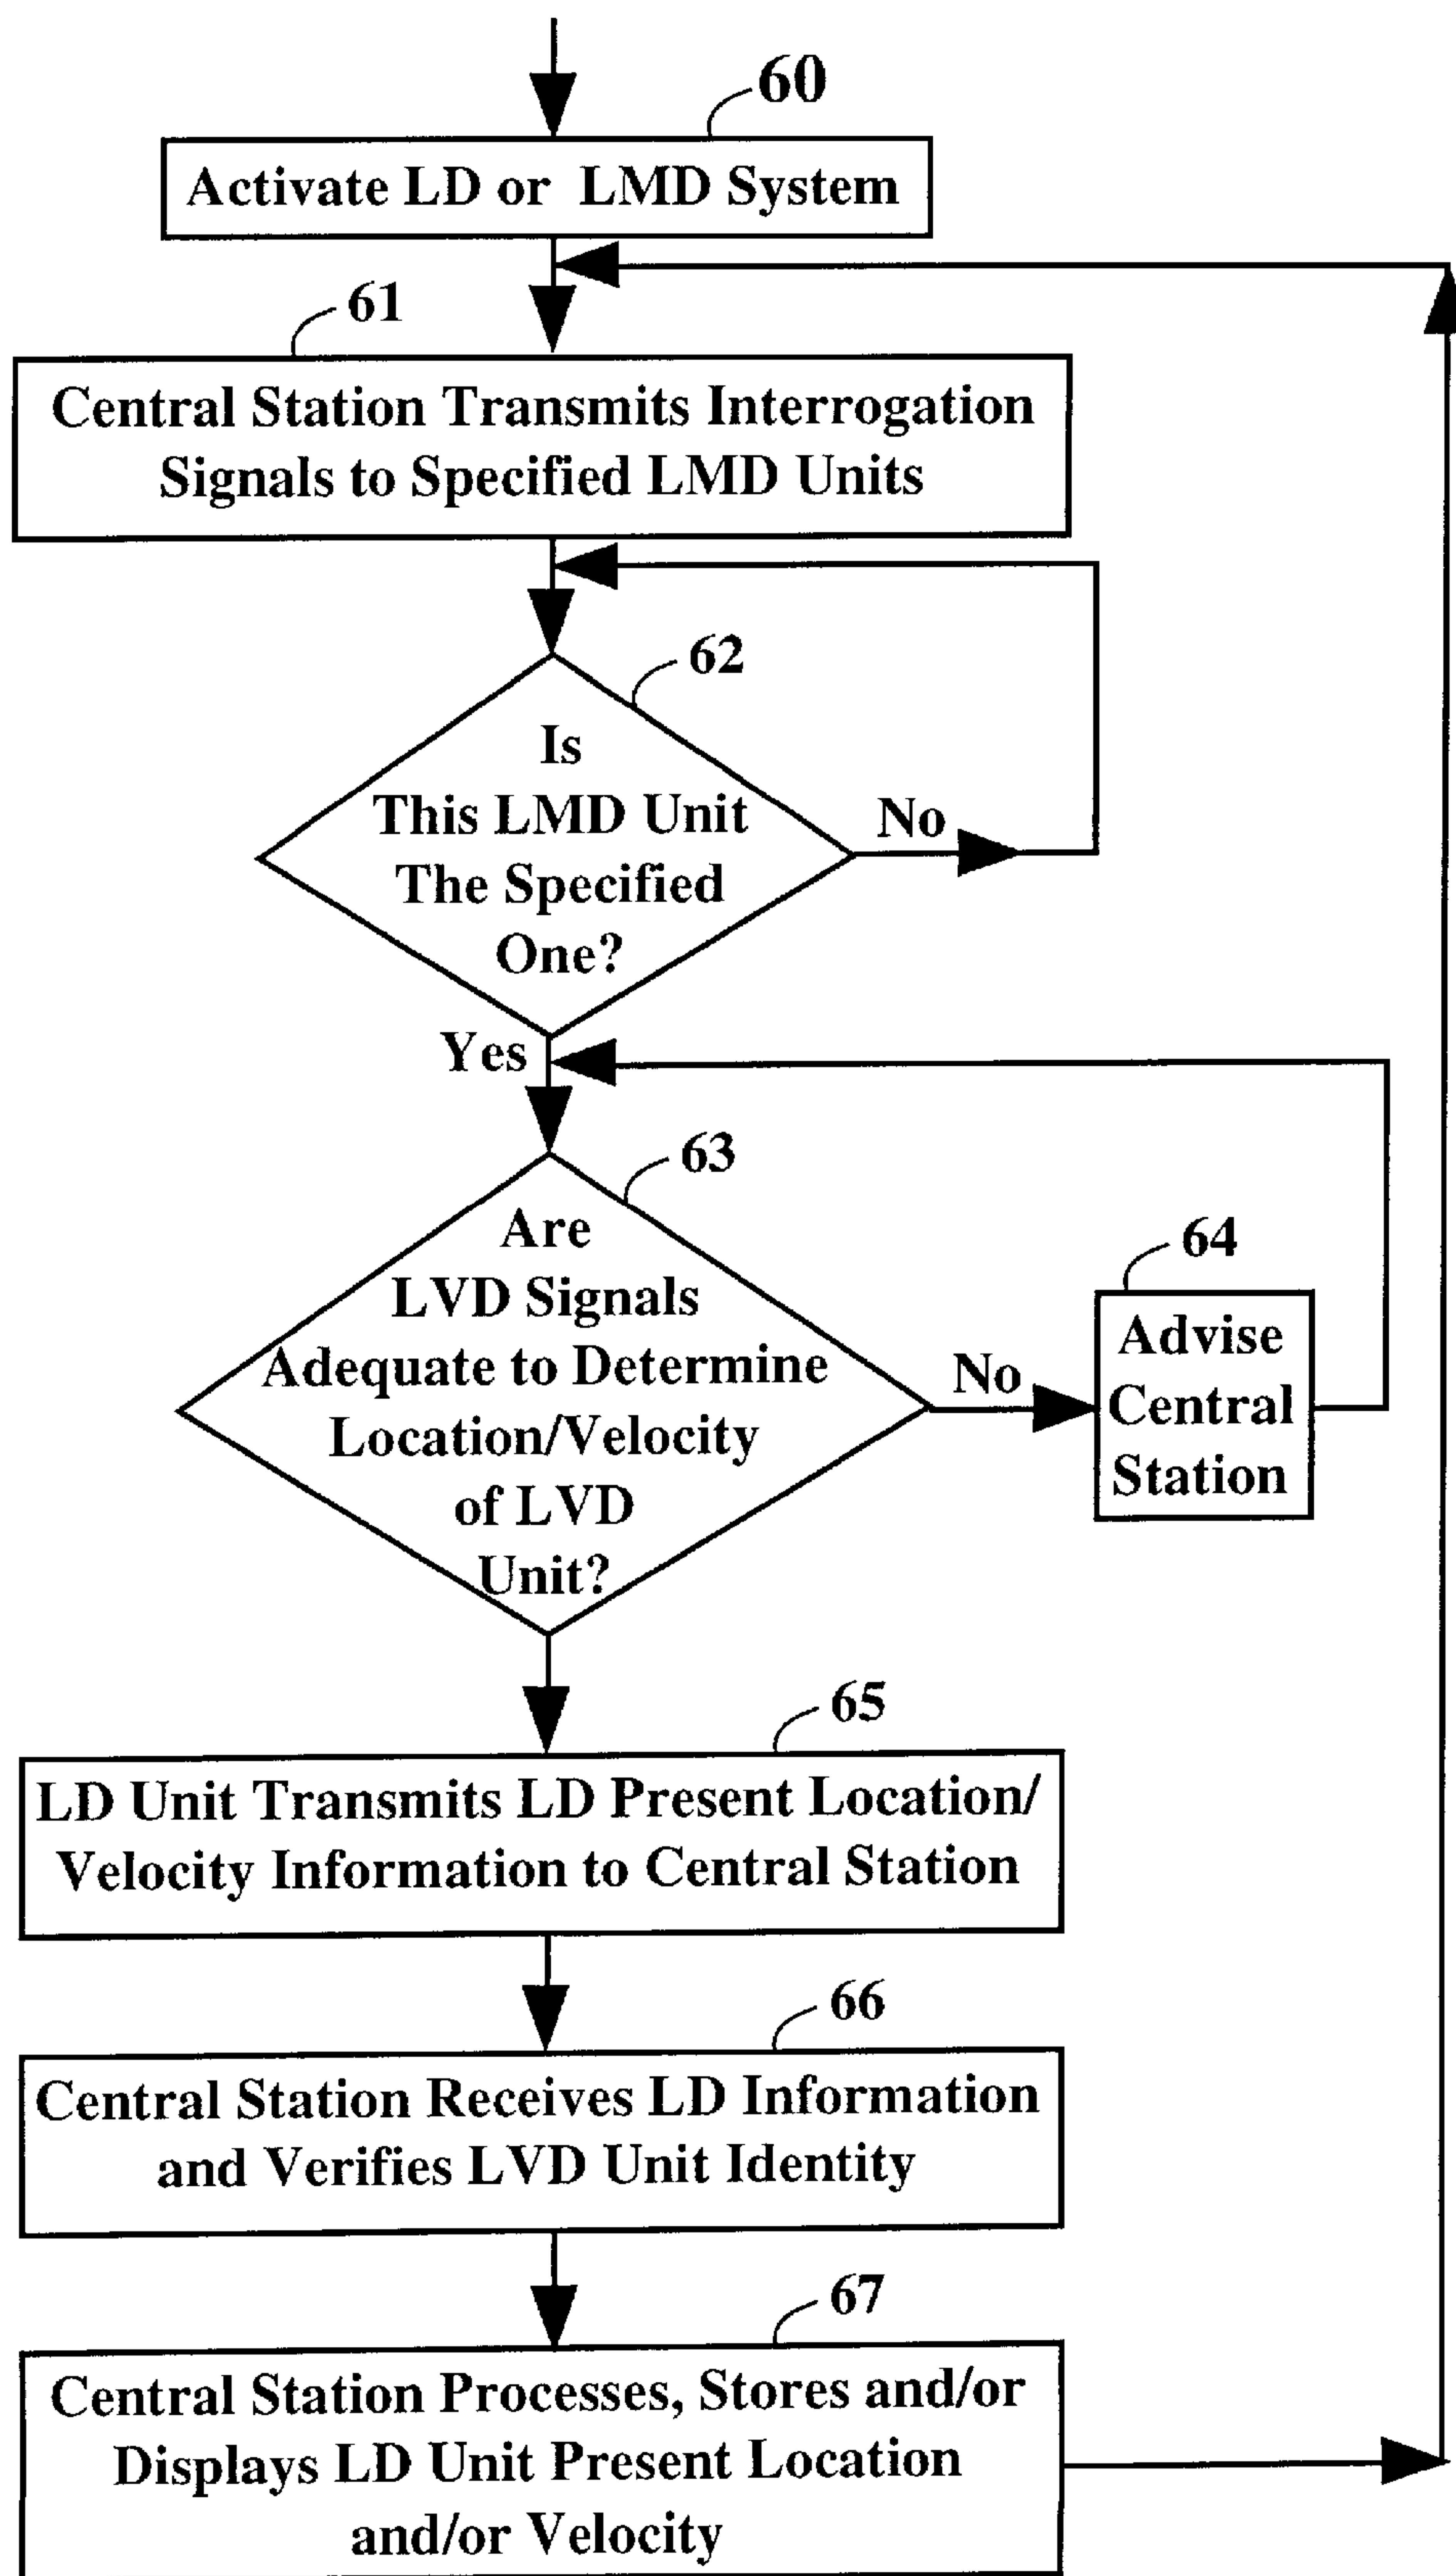 60
Activate LD or LMD System
61
Central Station Transmits Interrogation
Signals to Specified LMD Units
62
Is
This LMD Unit
The Specified
One?
No
Yes
63
Are
LVD Signals
Adequate to Determine
Location/Velocity
of LVD
Unit?
No
64
Advise
Central
Station
65
LD Unit Transmits LD Present Location/
Velocity Information to Central Station
66
Central Station Receives LD Information
and Verifies LVD Unit Identity
67
Central Station Processes, Stores and/or
Displays LD Unit Present Location
and/or Velocity